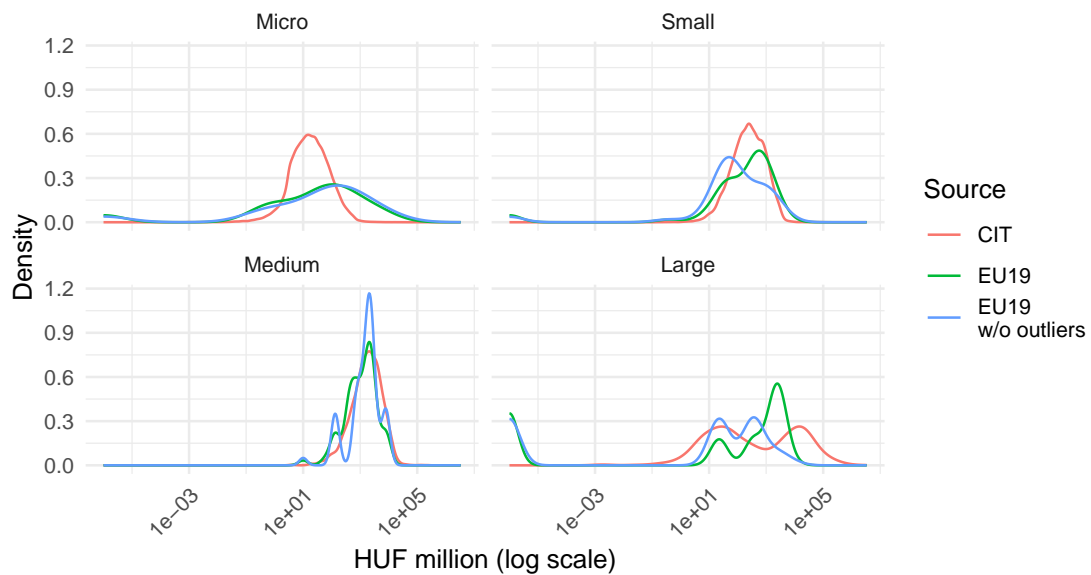 Micro
Small
1.2
0.9
0.6
0.3
0.0
Medium
Large
1.2
0.9
0.6
0.3
0.0
1e−03
1e+01
1e+05
1e−03
1e+01
1e+05
Density
HUF million (log scale)
Source
CIT
EU19
EU19
w/o outliers